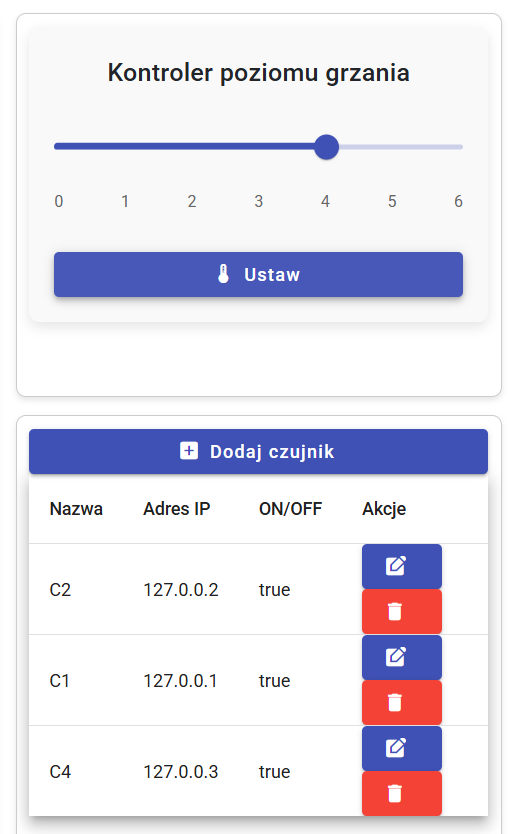 Kontroler poziomu grzania
0 1 2 3 4 5 6
Ustaw
Dodaj czujnik
Nazwa Adres IP ON/OFF Akcje
C2 127.0.0.2 true
C1 127.0.0.1 true
C4 127.0.0.3 true